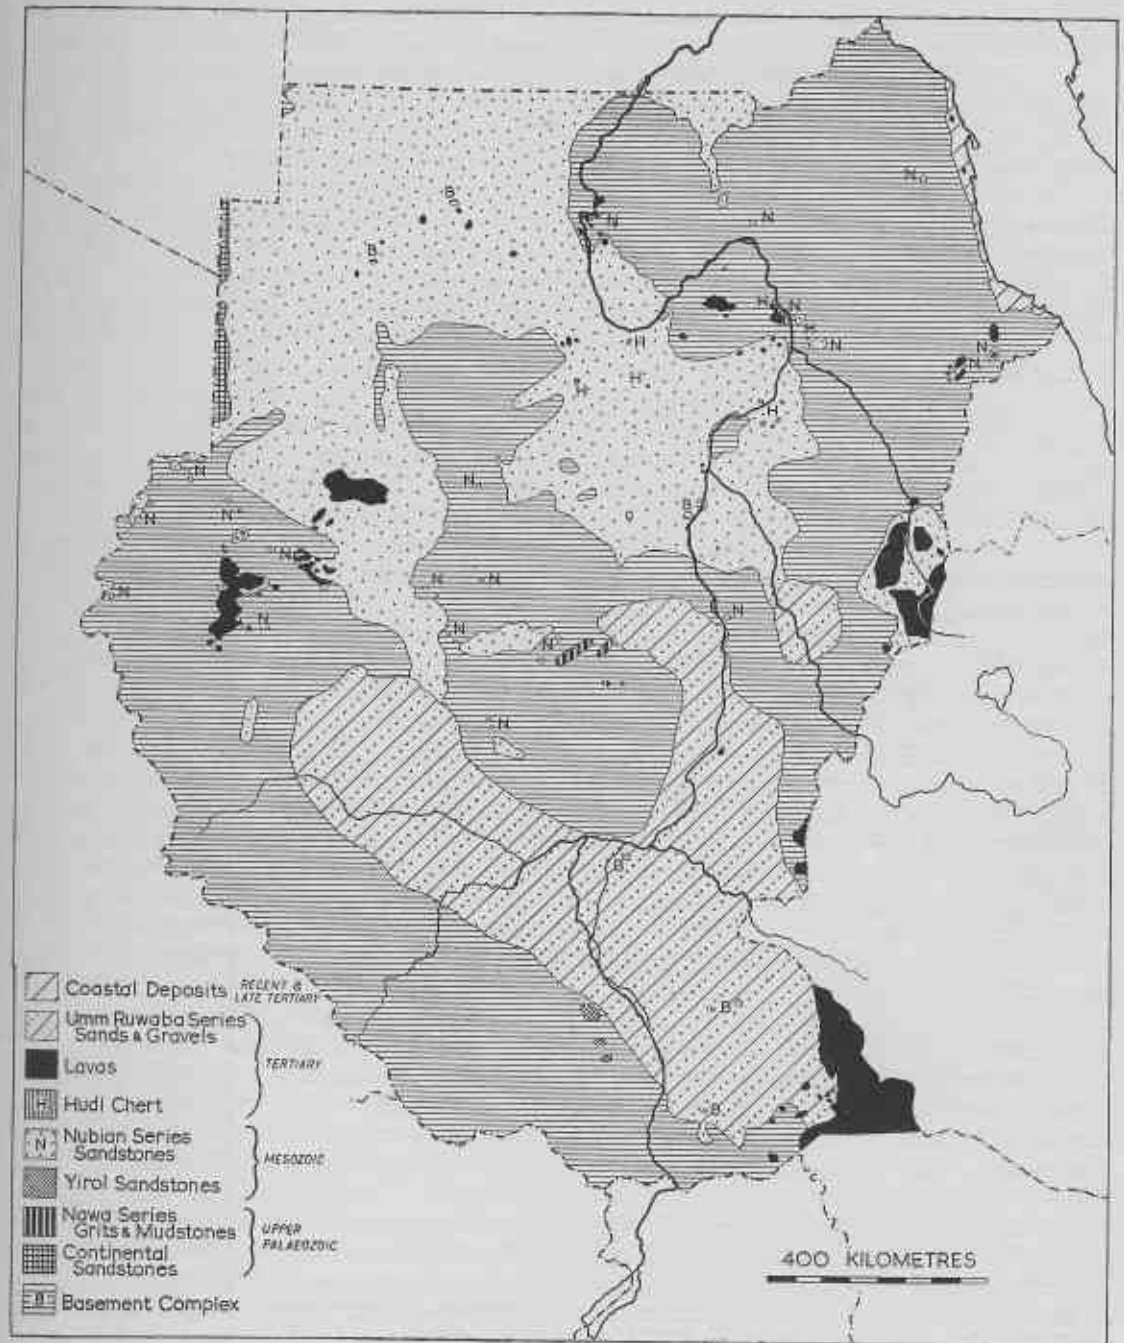 N
N
B
N
B
H
N
H
H
N
N
N
H
H
H
N
N
B
N
N
N
N
N
N
N
N
N
N
N
B
B
B
Coastal Deposits RECENT & LATE TERTIARY
Umm Ruwaba Series
Sands & Gravels
Lavas
TERTIARY
H Hudi Chert
N Nubian Series
Sandstones
MESOZOIC
Yirol Sandstones
Nawa Series
Grits & Mudstones
UPPER
PALAEOZOIC
Continental
Sandstones
B Basement Complex
400 KILOMETRES